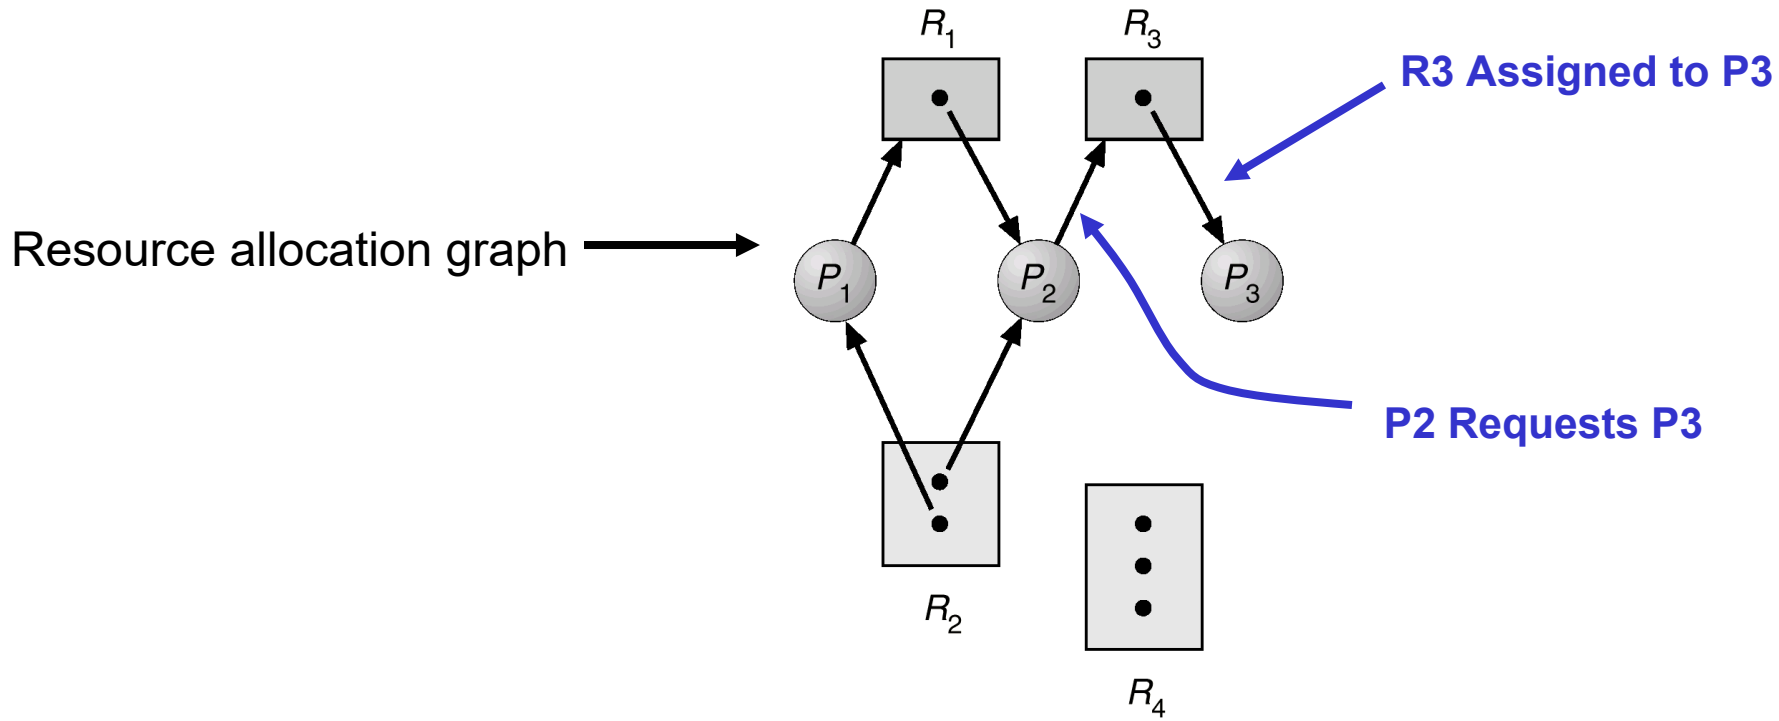 R1
R3
R3 Assigned to P3
Resource allocation graph
P1
P2
P3
P2 Requests P3
R2
R4